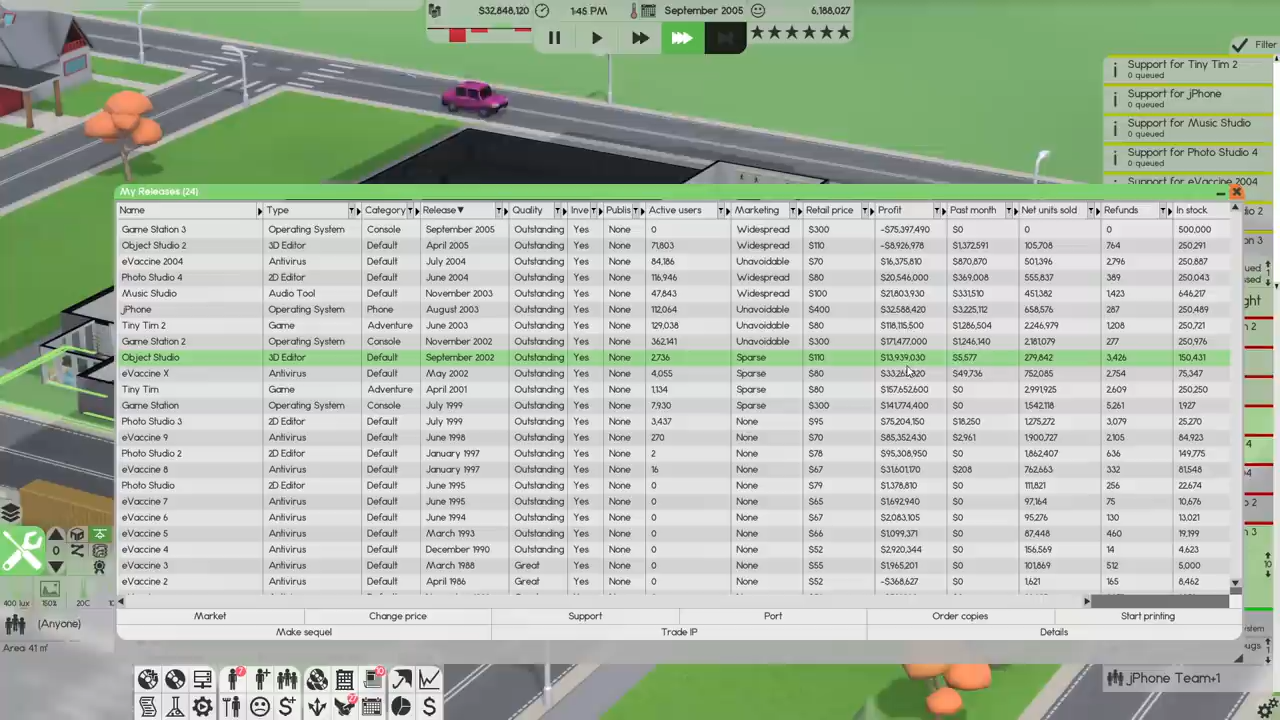 $32,848,120 1:45 PM September 2005 6,188,027
Filter
Support for Tiny Tim 2
0 queued
Support for jPhone
0 queued
Support for Music Studio
0 queued
Support for Photo Studio 4
0 queued
Support for eVaccine 2004
My Releases (24)
Name Type Category Release Quality Inve Publis Active users Marketing Retail price Profit Past month Net units sold Refunds In stock
Game Station 3 Operating System Console September 2005 Outstanding Yes None 0 Widespread $300 -$75,397,490 $0 0 0 500,000
Object Studio 2 3D Editor Default April 2005 Outstanding Yes None 71,803 Widespread $110 -$8,926,978 $1,372,591 105,708 764 250,291
eVaccine 2004 Antivirus Default July 2004 Outstanding Yes None 84,186 Unavoidable $70 $16,375,810 $870,870 501,396 2,796 250,887
Photo Studio 4 2D Editor Default June 2004 Outstanding Yes None 116,946 Widespread $80 $20,546,000 $369,008 555,837 389 250,043
Music Studio Audio Tool Default November 2003 Outstanding Yes None 47,843 Widespread $100 $21,803,930 $331,510 451,382 1,423 646,217
jPhone Operating System Phone August 2003 Outstanding Yes None 112,064 Unavoidable $400 $32,588,420 $3,225,112 658,576 287 250,489
Tiny Tim 2 Game Adventure June 2003 Outstanding Yes None 129,038 Unavoidable $80 $118,115,500 $1,286,504 2,246,979 1,208 250,721
Game Station 2 Operating System Console November 2002 Outstanding Yes None 362,141 Unavoidable $300 $171,477,000 $1,246,140 2,181,079 277 250,976
Object Studio 3D Editor Default September 2002 Outstanding Yes None 2,736 Sparse $110 $13,939,030 $5,577 279,842 3,426 150,431
eVaccine X Antivirus Default May 2002 Outstanding Yes None 4,055 Sparse $80 $49,736 752,085 2,754 75,347
Tiny Tim Game Adventure April 2001 Outstanding Yes None 1,134 Sparse $80 $157,652,600 $0 2,991,925 2,609 250,250
Game Station Operating System Console July 1999 Outstanding Yes None 7,930 Sparse $300 $141,774,400 $0 1,542,118 5,261 1,927
Photo Studio 3 2D Editor Default July 1999 Outstanding Yes None 3,437 None $95 $75,204,150 $18,250 1,275,272 3,079 25,270
eVaccine 9 Antivirus Default June 1998 Outstanding Yes None 270 None $70 $85,352,430 $2,961 1,900,727 2,105 84,923
Photo Studio 2 2D Editor Default January 1997 Outstanding Yes None 2 None $78 $95,308,950 $0 1,862,407 636 149,775
eVaccine 8 Antivirus Default January 1997 Outstanding Yes None 16 None $67 $31,601,170 $208 762,663 332 81,548
Photo Studio 2D Editor Default June 1995 Outstanding Yes None 0 None $79 $1,378,810 $0 111,821 256 22,674
eVaccine 7 Antivirus Default June 1995 Outstanding Yes None 0 None $65 $1,692,940 $0 97,164 75 10,676
eVaccine 6 Antivirus Default June 1994 Outstanding Yes None 0 None $67 $2,083,105 $0 95,276 130 13,021
eVaccine 5 Antivirus Default March 1993 Outstanding Yes None 0 None $66 $1,099,371 $0 87,448 460 19,199
eVaccine 4 Antivirus Default December 1990 Outstanding Yes None 0 None $52 $2,920,344 $0 156,569 14 4,623
eVaccine 3 Antivirus Default March 1988 Great Yes None 0 None $55 $1,965,201 $0 101,869 512 5,000
eVaccine 2 Antivirus Default April 1986 Great Yes None 0 None $52 -$368,627 $0 1,621 165 8,462
Market Change price Support Port Order copies Start printing
Make sequel Trade IP Details
0
400 lux 150% 20C
(Anyone)
Area 41 m²
7 10
27
jPhone Team+1